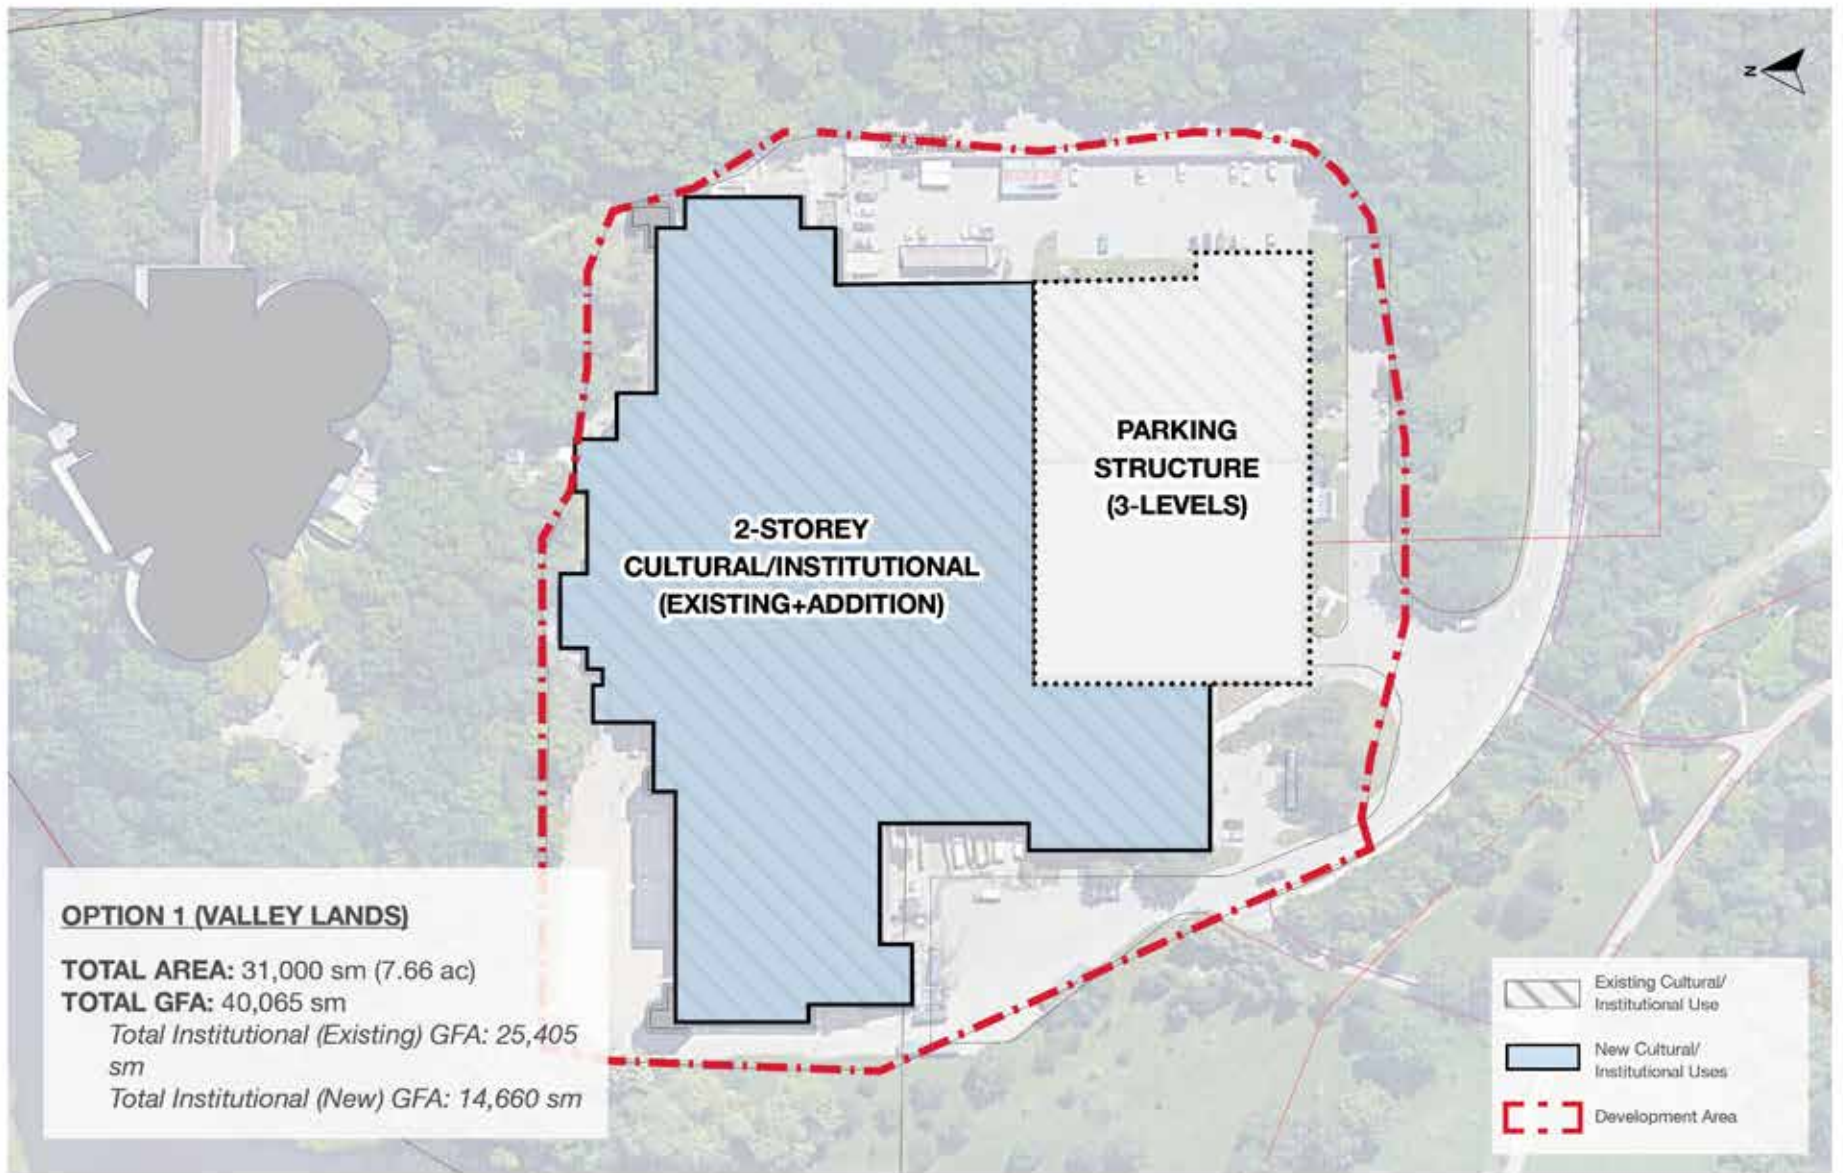 N
PARKING
STRUCTURE
(3-LEVELS)
2-STOREY
CULTURAL/INSTITUTIONAL
(EXISTING+ADDITION)
OPTION 1 (VALLEY LANDS)
TOTAL AREA: 31,000 sm (7.66 ac)
TOTAL GFA: 40,065 sm
Total Institutional (Existing) GFA: 25,405
sm
Total Institutional (New) GFA: 14,660 sm
Existing Cultural/
Institutional Use
New Cultural/
Institutional Uses
Development Area